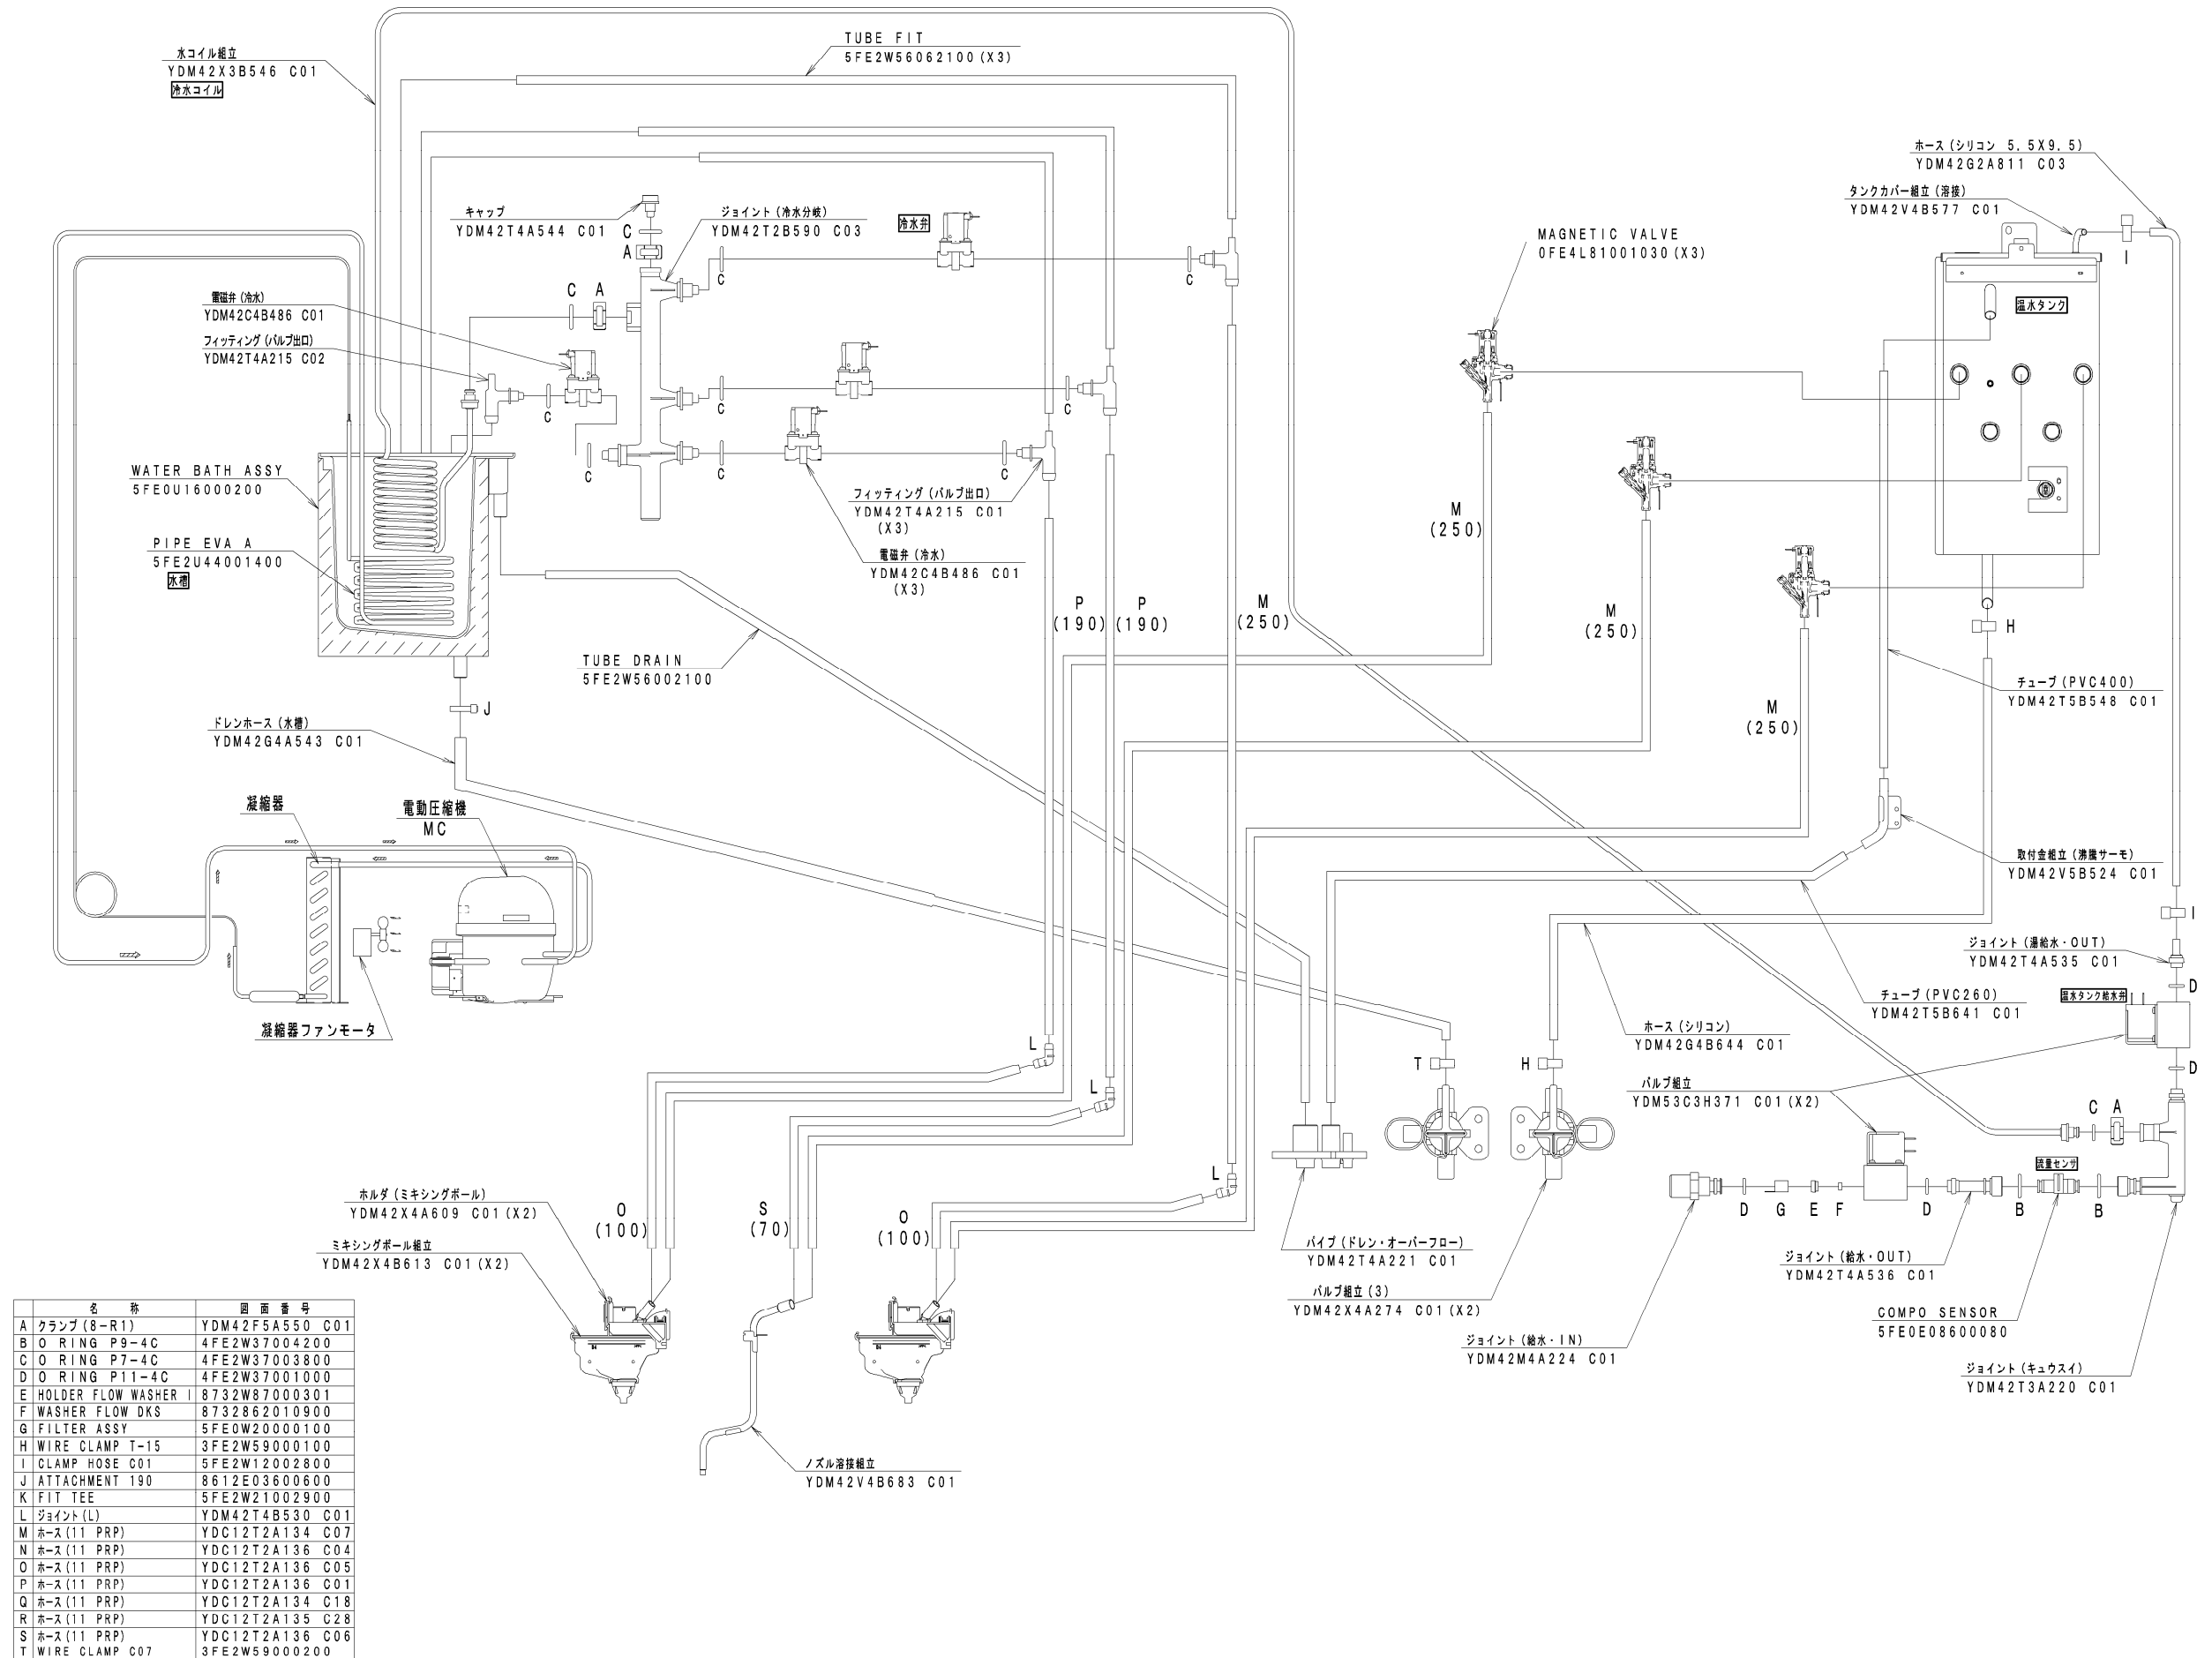 水コイル組立
YDM42X3B546 C01
冷水コイル
TUBE FIT
5FE2W56062100(X3)
ホース(シリコン 5.5X9.5)
YDM42G2A811 C03
タンクカバー組立(溶接)
YDM42V4B577 C01
I
温水タンク
キャップ
YDM42T4A544 C01
C
A
ジョイント(冷水分岐)
YDM42T2B590 C03
冷水弁
MAGNETIC VALVE
0FE4L81001030(X3)
C
C
C
A
電磁弁(冷水)
YDM42C4B486 C01
フィッティング(バルブ出口)
YDM42T4A215 C02
C
C
C
C
C
C
WATER BATH ASSY
5FE0U16000200
PIPE EVA A
5FE2U44001400
水槽
フィッティング(バルブ出口)
YDM42T4A215 C01
(X3)
電磁弁(冷水)
YDM42C4B486 C01
(X3)
M
(250)
P
(190)
P
(190)
M
(250)
M
(250)
M
(250)
H
TUBE DRAIN
5FE2W56002100
チューブ(PVC400)
YDM42T5B548 C01
J
ドレンホース(水槽)
YDM42G4A543 C01
凝縮器
電動圧縮機
MC
凝縮器ファンモータ
取付金組立(沸騰サーモ)
YDM42V5B524 C01
I
ジョイント(湯給水・OUT)
YDM42T4A535 C01
D
温水タンク給水弁
チューブ(PVC260)
YDM42T5B641 C01
ホース(シリコン)
YDM42G4B644 C01
D
バルブ組立
YDM53C3H371 C01(X2)
L
L
L
T
H
C
A
流量センサ
D
G
E
F
D
B
B
ホルダ(ミキシングボール)
YDM42X4A609 C01(X2)
ミキシングボール組立
YDM42X4B613 C01(X2)
O
(100)
S
(70)
O
(100)
パイプ(ドレン・オーバーフロー)
YDM42T4A221 C01
バルブ組立(3)
YDM42X4A274 C01(X2)
ジョイント(給水・IN)
YDM42M4A224 C01
ジョイント(給水・OUT)
YDM42T4A536 C01
COMPO SENSOR
5FE0E08600080
ジョイント(キュウスイ)
YDM42T3A220 C01
ノズル溶接組立
YDM42V4B683 C01
名 称 図 面 番 号
A クランプ(8-R1) YDM42F5A550 C01
B O RING P9-4C 4FE2W37004200
C O RING P7-4C 4FE2W37003800
D O RING P11-4C 4FE2W37001000
E HOLDER FLOW WASHER I 8732W87000301
F WASHER FLOW DKS 8732862010900
G FILTER ASSY 5FE0W20000100
H WIRE CLAMP T-15 3FE2W59000100
I CLAMP HOSE C01 5FE2W12002800
J ATTACHMENT 190 8612E03600600
K FIT TEE 5FE2W21002900
L ジョイント(L) YDM42T4B530 C01
M ホース(11 PRP) YDC12T2A134 C07
N ホース(11 PRP) YDC12T2A136 C04
O ホース(11 PRP) YDC12T2A136 C05
P ホース(11 PRP) YDC12T2A136 C01
Q ホース(11 PRP) YDC12T2A134 C18
R ホース(11 PRP) YDC12T2A135 C28
S ホース(11 PRP) YDC12T2A136 C06
T WIRE CLAMP C07 3FE2W59000200